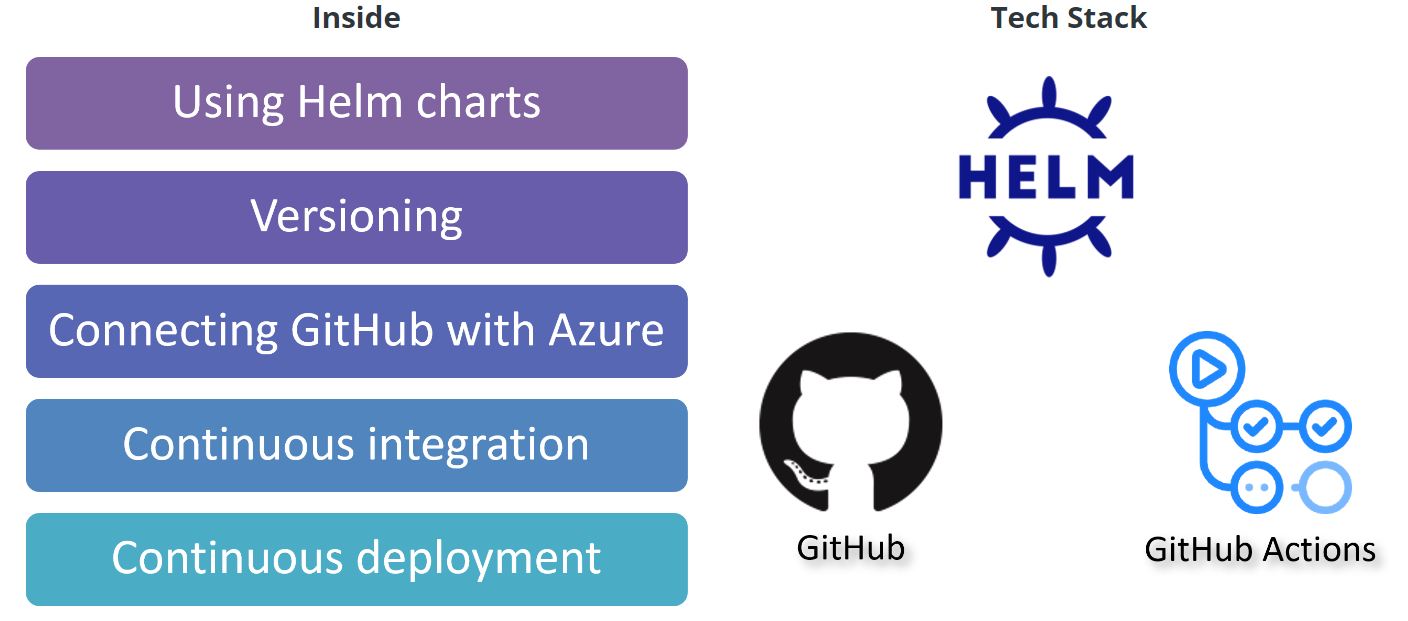 Inside
Using Helm charts
Versioning
Connecting GitHub with Azure
Continuous integration
Continuous deployment
Tech Stack
HELM
GitHub
GitHub Actions